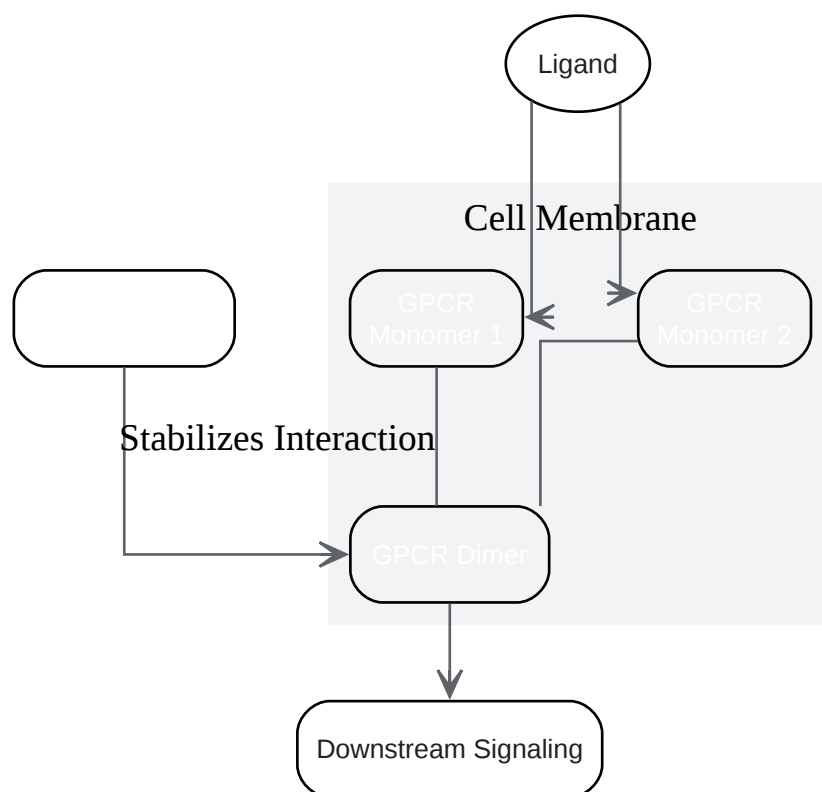 Ligand
Cell Membrane
GPCR
Monomer 1
GPCR
Monomer 2
Stabilizes Interaction
GPCR Dimer
Downstream Signaling